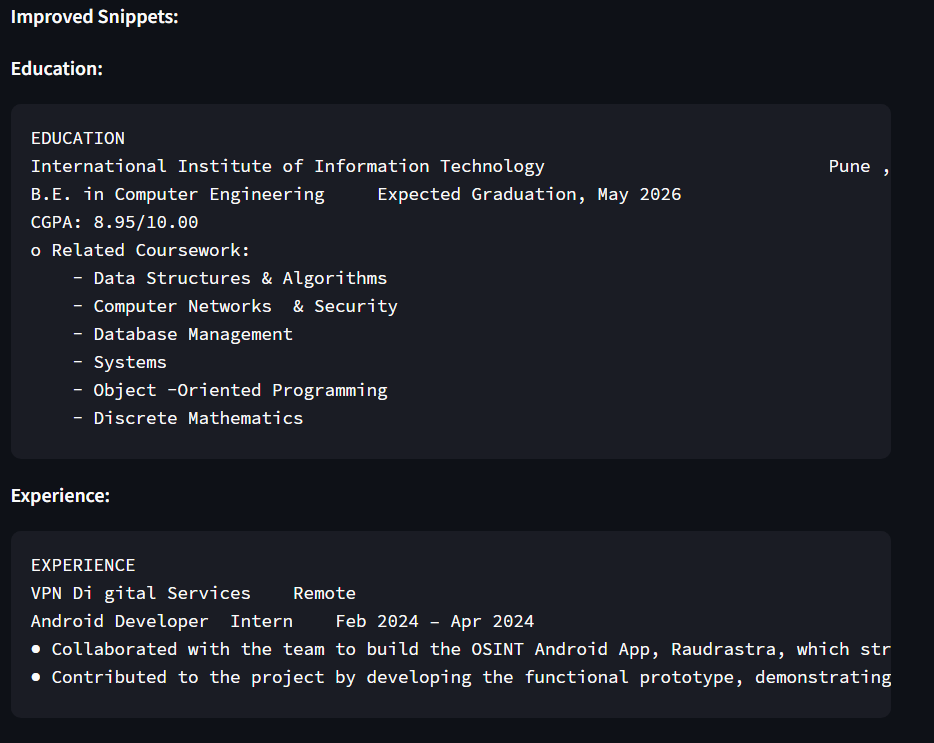 Improved Snippets:
Education:
EDUCATION
International Institute of Information Technology                           Pune ,
B.E. in Computer Engineering     Expected Graduation, May 2026
CGPA: 8.95/10.00
o Related Coursework:
    - Data Structures & Algorithms
    - Computer Networks  & Security
    - Database Management
    - Systems
    - Object -Oriented Programming
    - Discrete Mathematics
Experience:
EXPERIENCE
VPN Di gital Services    Remote
Android Developer  Intern    Feb 2024 – Apr 2024
● Collaborated with the team to build the OSINT Android App, Raudrastra, which str
● Contributed to the project by developing the functional prototype, demonstrating